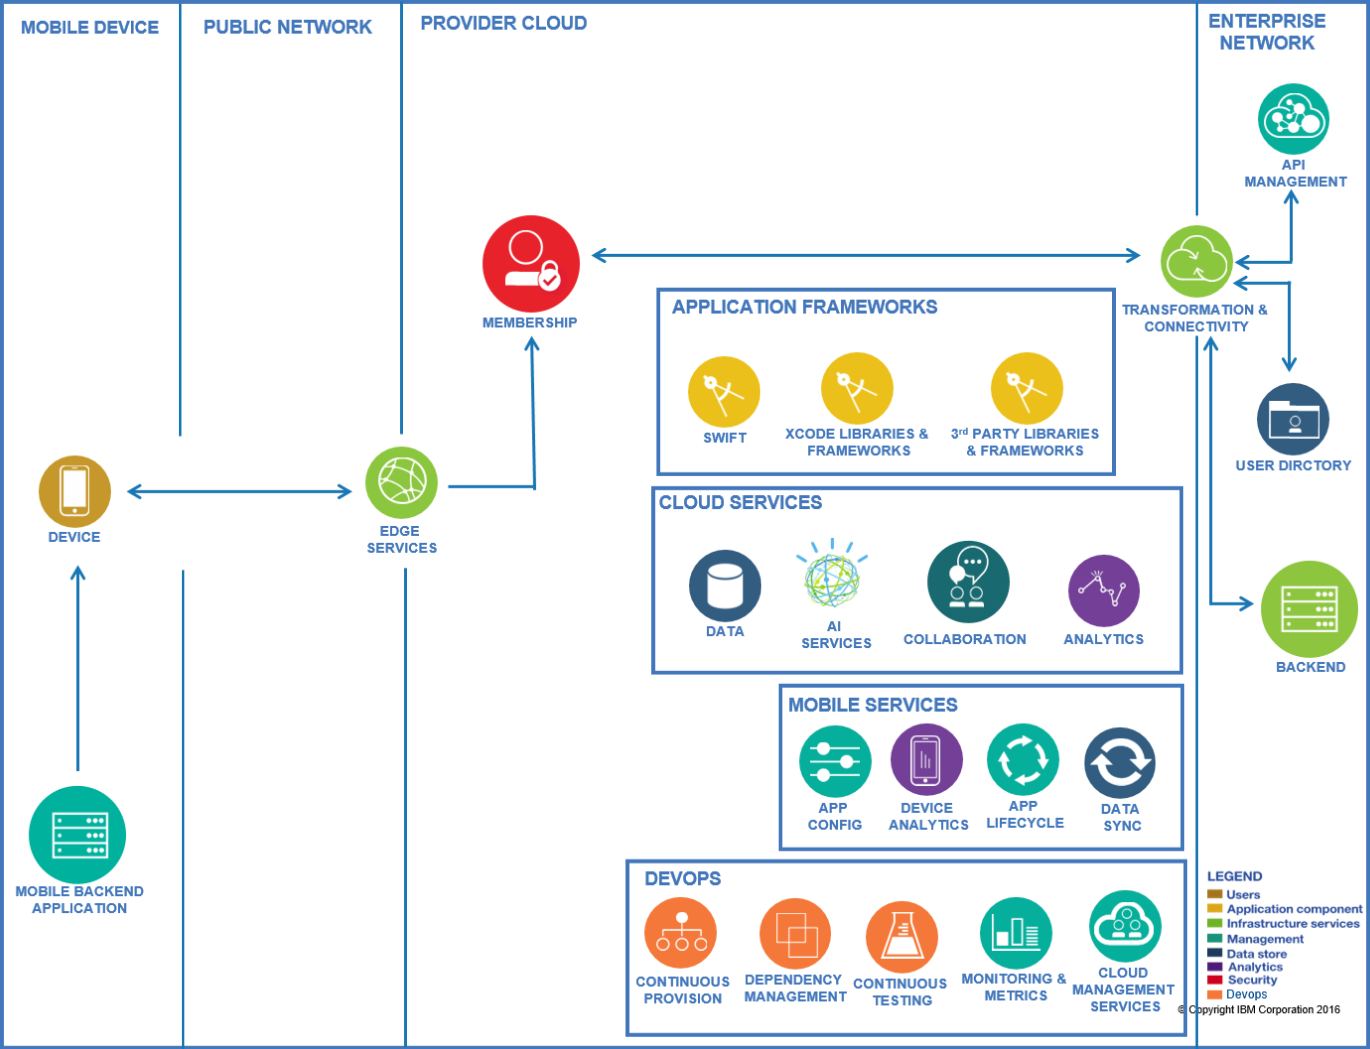 MOBILE DEVICE
PUBLIC NETWORK
PROVIDER CLOUD
ENTERPRISE
NETWORK
API
MANAGEMENT
MEMBERSHIP
TRANSFORMATION &
CONNECTIVITY
APPLICATION FRAMEWORKS
SWIFT
XCODE LIBRARIES &
FRAMEWORKS
3rd PARTY LIBRARIES
& FRAMEWORKS
USER DIRCTORY
DEVICE
EDGE
SERVICES
CLOUD SERVICES
DATA
AI
SERVICES
COLLABORATION
ANALYTICS
BACKEND
MOBILE SERVICES
APP
CONFIG
DEVICE
ANALYTICS
APP
LIFECYCLE
DATA
SYNC
MOBILE BACKEND
APPLICATION
DEVOPS
CONTINUOUS
PROVISION
DEPENDENCY
MANAGEMENT
CONTINUOUS
TESTING
MONITORING &
METRICS
CLOUD
MANAGEMENT
SERVICES
LEGEND
Users
Application component
Infrastructure services
Management
Data store
Analytics
Security
Devops
© Copyright IBM Corporation 2016